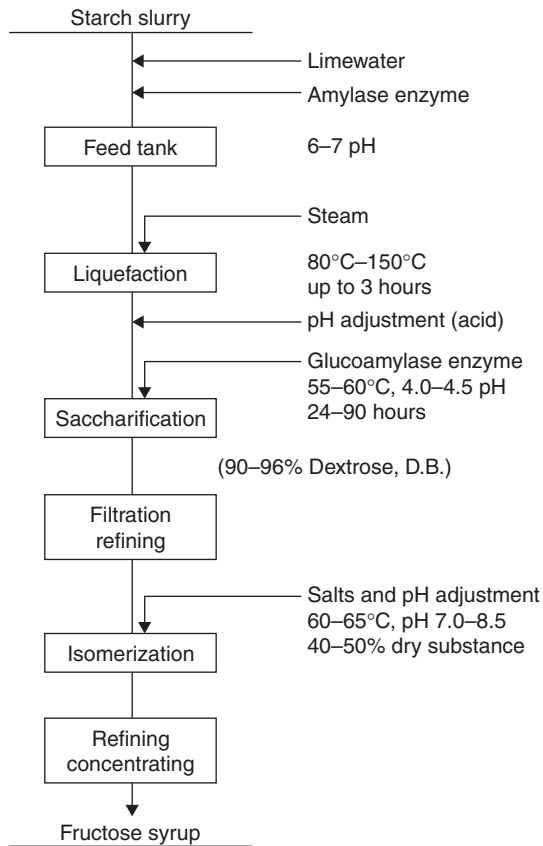 Starch slurry
Limewater
Amylase enzyme
Feed tank
6–7 pH
Steam
Liquefaction
80°C–150°C
up to 3 hours
pH adjustment (acid)
Glucoamylase enzyme
55–60°C, 4.0–4.5 pH
24–90 hours
Saccharification
(90–96% Dextrose, D.B.)
Filtration
refining
Salts and pH adjustment
60–65°C, pH 7.0–8.5
40–50% dry substance
Isomerization
Refining
concentrating
Fructose syrup